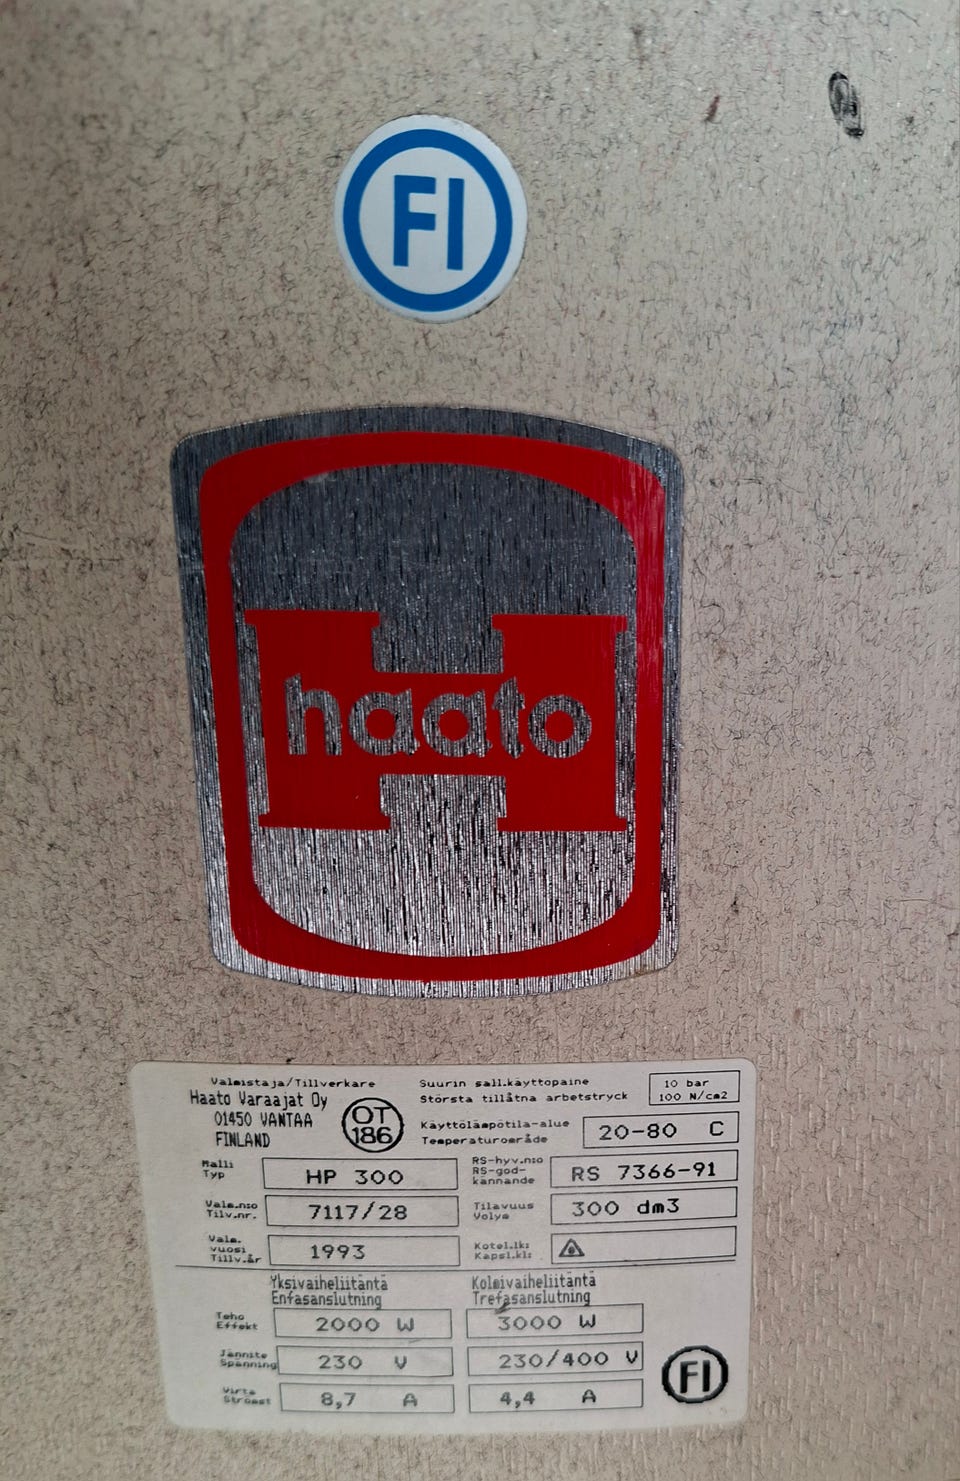 FI
haato
Valmistaja/Tillverkare
Haato Varaajat Oy
01450 VANTAA
FINLAND
OT
186
Suurin sall.käyttopaine
Största tillåtna arbetstryck
10 bar
100 N/cm2
Käyttölämpötila-alue
Temperaturområde
20-80 C
Malli
Typ
HP 300
RS-hyv.n:o
RS-god-
kännande
RS 7366-91
Valm.n:o
Tilv.nr.
7117/28
Tilavuus
Volym
300 dm3
Valm.
vuosi
Tillv.år
1993
Kotel.lk:
Kapsl.kl:
Yksivaiheliitäntä
Enfasanslutning
Kolmivaiheliitäntä
Trefasanslutning
Teho
Effekt
2000 W
3000 W
Jännite
Spänning
230 V
230/400 V
Virta
Strömst
8,7 A
4,4 A
FI